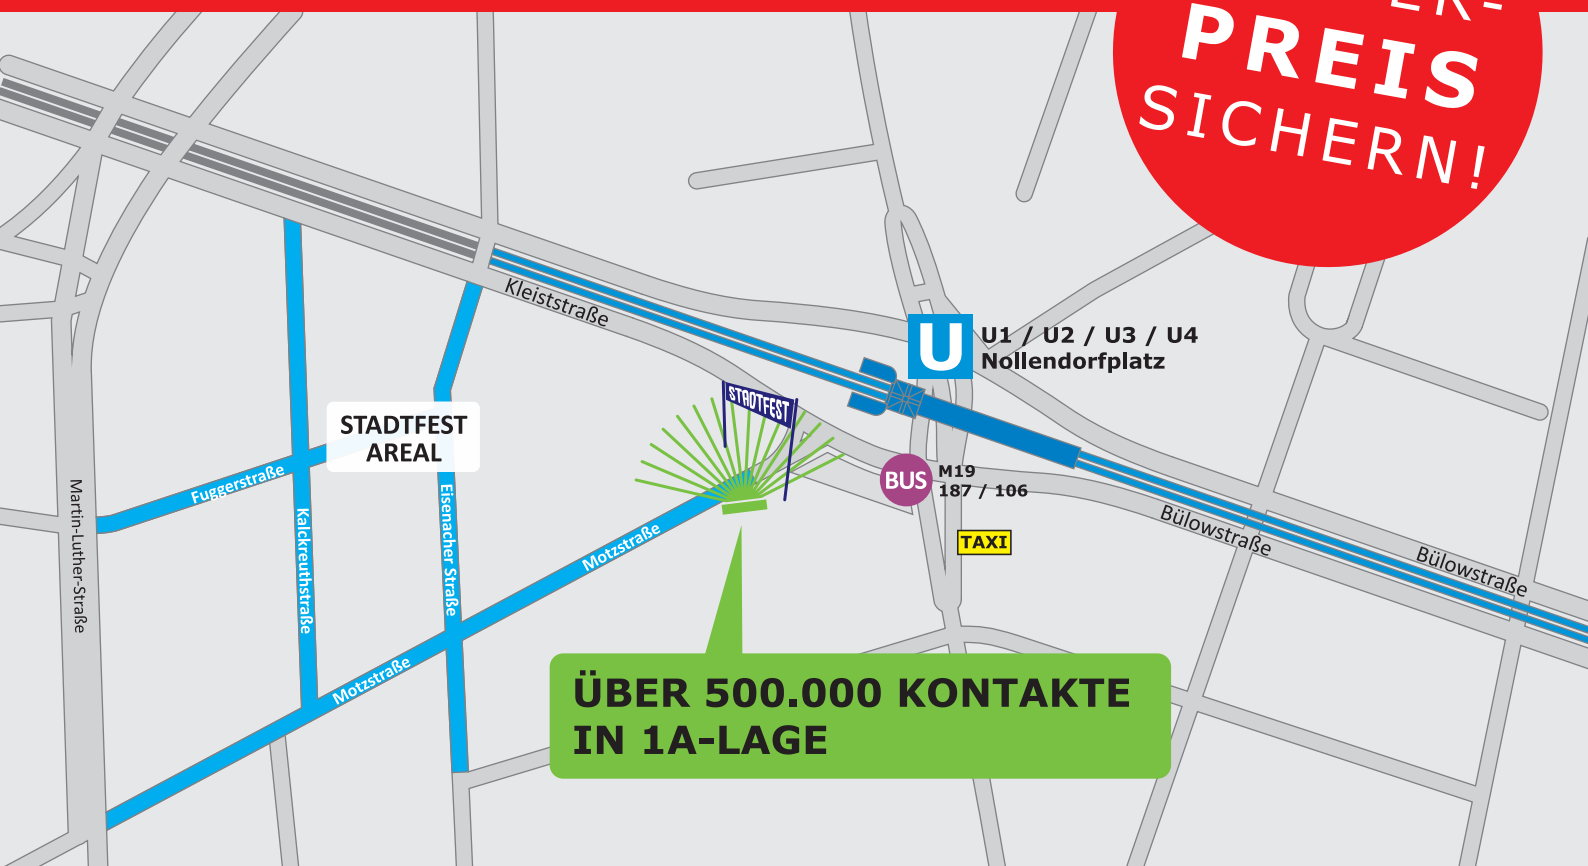 PREIS
SICHERN!
Kleiststraße
U
U1 / U2 / U3 / U4
Nollendorfplatz
STADTFEST
STADTFEST
AREAL
Fuggerstraße
BUS
M19
187 / 106
TAXI
Bülowstraße
Bülowstraße
Martin-Luther-Straße
Kalckreuthstraße
Eisenacher Straße
Motzstraße
Motzstraße
ÜBER 500.000 KONTAKTE
IN 1A-LAGE